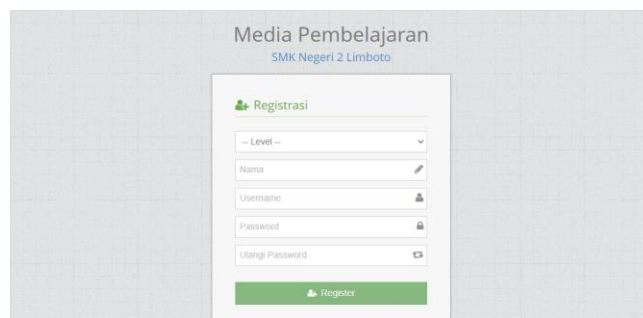 Media Pembelajaran
SMK Negeri 2 Limboto
Registrasi
-- Level --
Nama
Username
Password
Ulangi Password
Register